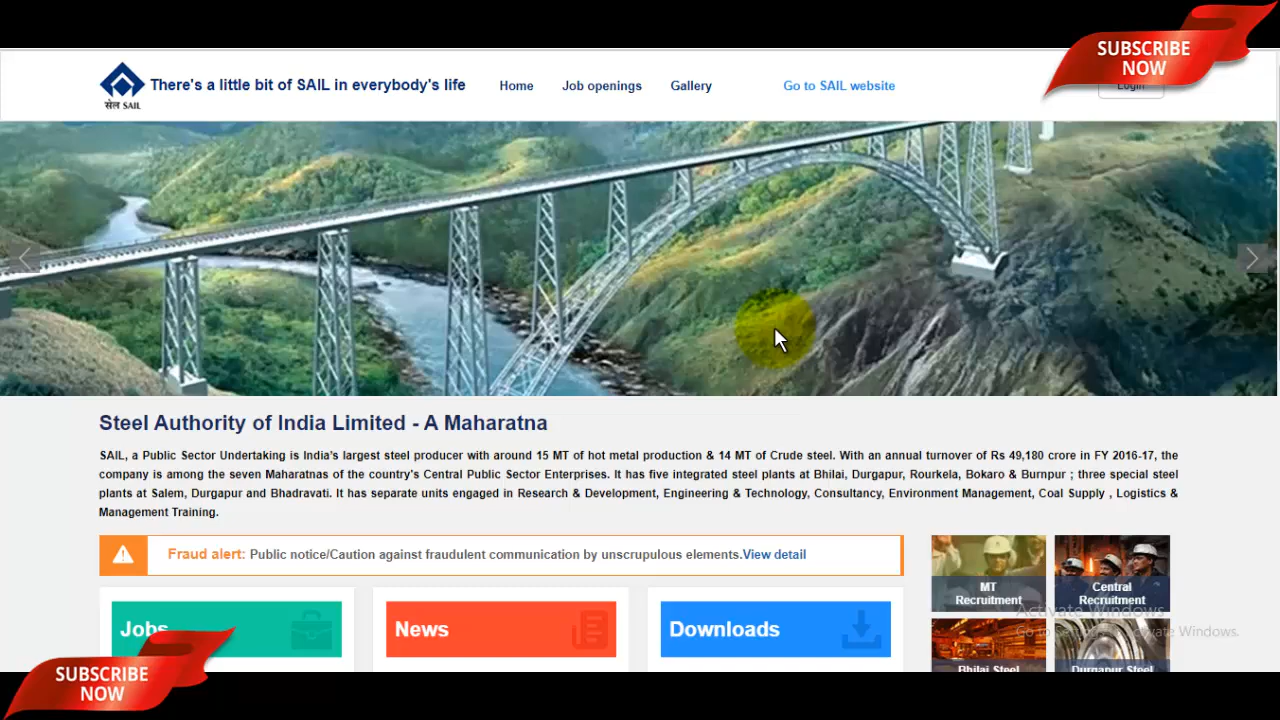 SUBSCRIBE
NOW
There's a little bit of SAIL in everybody's life
Home
Job openings
Gallery
Go to SAIL website
Login
सेल SAIL
Steel Authority of India Limited - A Maharatna
SAIL, a Public Sector Undertaking is India's largest steel producer with around 15 MT of hot metal production & 14 MT of Crude steel. With an annual turnover of Rs 49,180 crore in FY 2016-17, the
company is among the seven Maharatnas of the country's Central Public Sector Enterprises. It has five integrated steel plants at Bhilai, Durgapur, Rourkela, Bokaro & Burnpur ; three special steel
plants at Salem, Durgapur and Bhadravati. It has separate units engaged in Research & Development, Engineering & Technology, Consultancy, Environment Management, Coal Supply , Logistics &
Management Training.
Fraud alert: Public notice/Caution against fraudulent communication by unscrupulous elements.View detail
MT
Recruitment
Central
Recruitment
Activate Windows
Go to Settings to activate Windows.
Jobs
News
Downloads
Bhilai Steel
Durgapur Steel
SUBSCRIBE
NOW